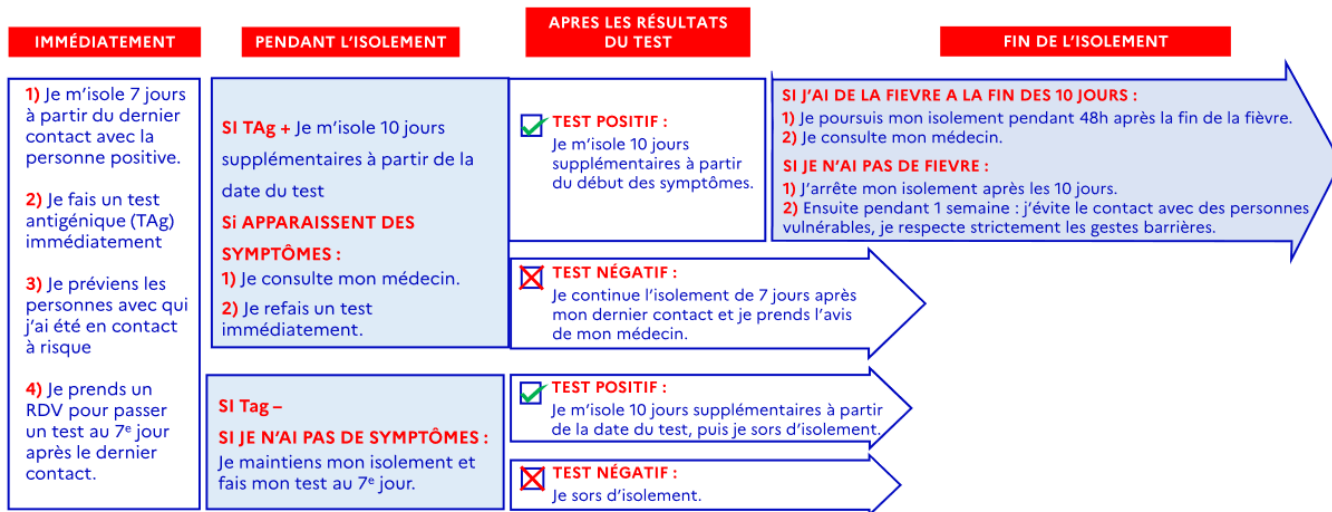 IMMÉDIATEMENT
PENDANT L'ISOLEMENT
APRES LES RÉSULTATS
DU TEST
FIN DE L'ISOLEMENT
1) Je m'isole 7 jours
à partir du dernier
contact avec la
personne positive.
2) Je fais un test
antigénique (TAg)
immédiatement
3) Je préviens les
personnes avec qui
j'ai été en contact
à risque
4) Je prends un
RDV pour passer
un test au 7e jour
après le dernier
contact.
SI TAg + Je m'isole 10 jours
supplémentaires à partir de la
date du test
Si APPARAISSENT DES
SYMPTÔMES :
1) Je consulte mon médecin.
2) Je refais un test
immédiatement.
TEST POSITIF :
Je m'isole 10 jours
supplémentaires à partir
du début des symptômes.
SI J'AI DE LA FIEVRE A LA FIN DES 10 JOURS :
1) Je poursuis mon isolement pendant 48h après la fin de la fièvre.
2) Je consulte mon médecin.
SI JE N'AI PAS DE FIEVRE :
1) J'arrête mon isolement après les 10 jours.
2) Ensuite pendant 1 semaine : j'évite le contact avec des personnes
vulnérables, je respecte strictement les gestes barrières.
TEST NÉGATIF :
Je continue l'isolement de 7 jours après
mon dernier contact et je prends l'avis
de mon médecin.
SI Tag –
SI JE N'AI PAS DE SYMPTÔMES :
Je maintiens mon isolement et
fais mon test au 7e jour.
TEST POSITIF :
Je m'isole 10 jours supplémentaires à partir
de la date du test, puis je sors d'isolement.
TEST NÉGATIF :
Je sors d'isolement.